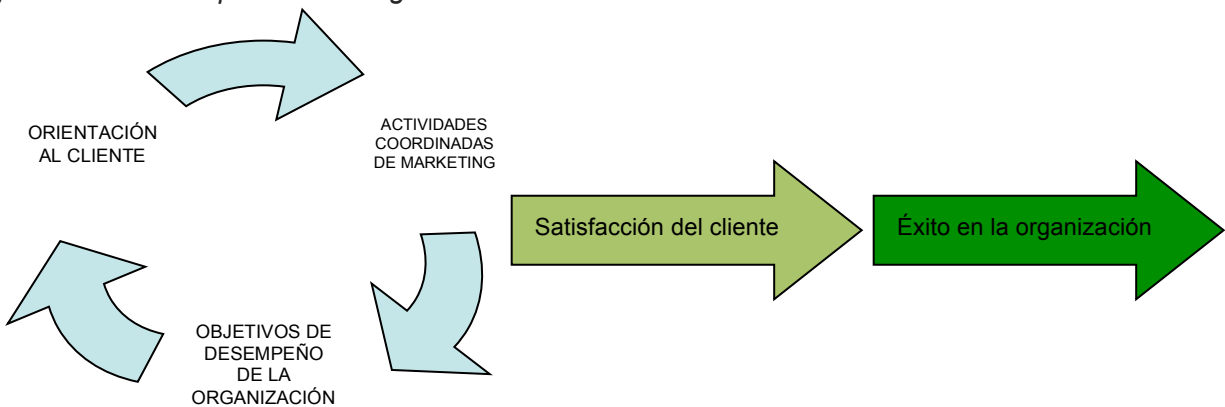 ORIENTACIÓN
AL CLIENTE
ACTIVIDADES
COORDINADAS
DE MARKETING
Satisfacción del cliente
Éxito en la organización
OBJETIVOS DE
DESEMPEÑO
DE LA
ORGANIZACIÓN